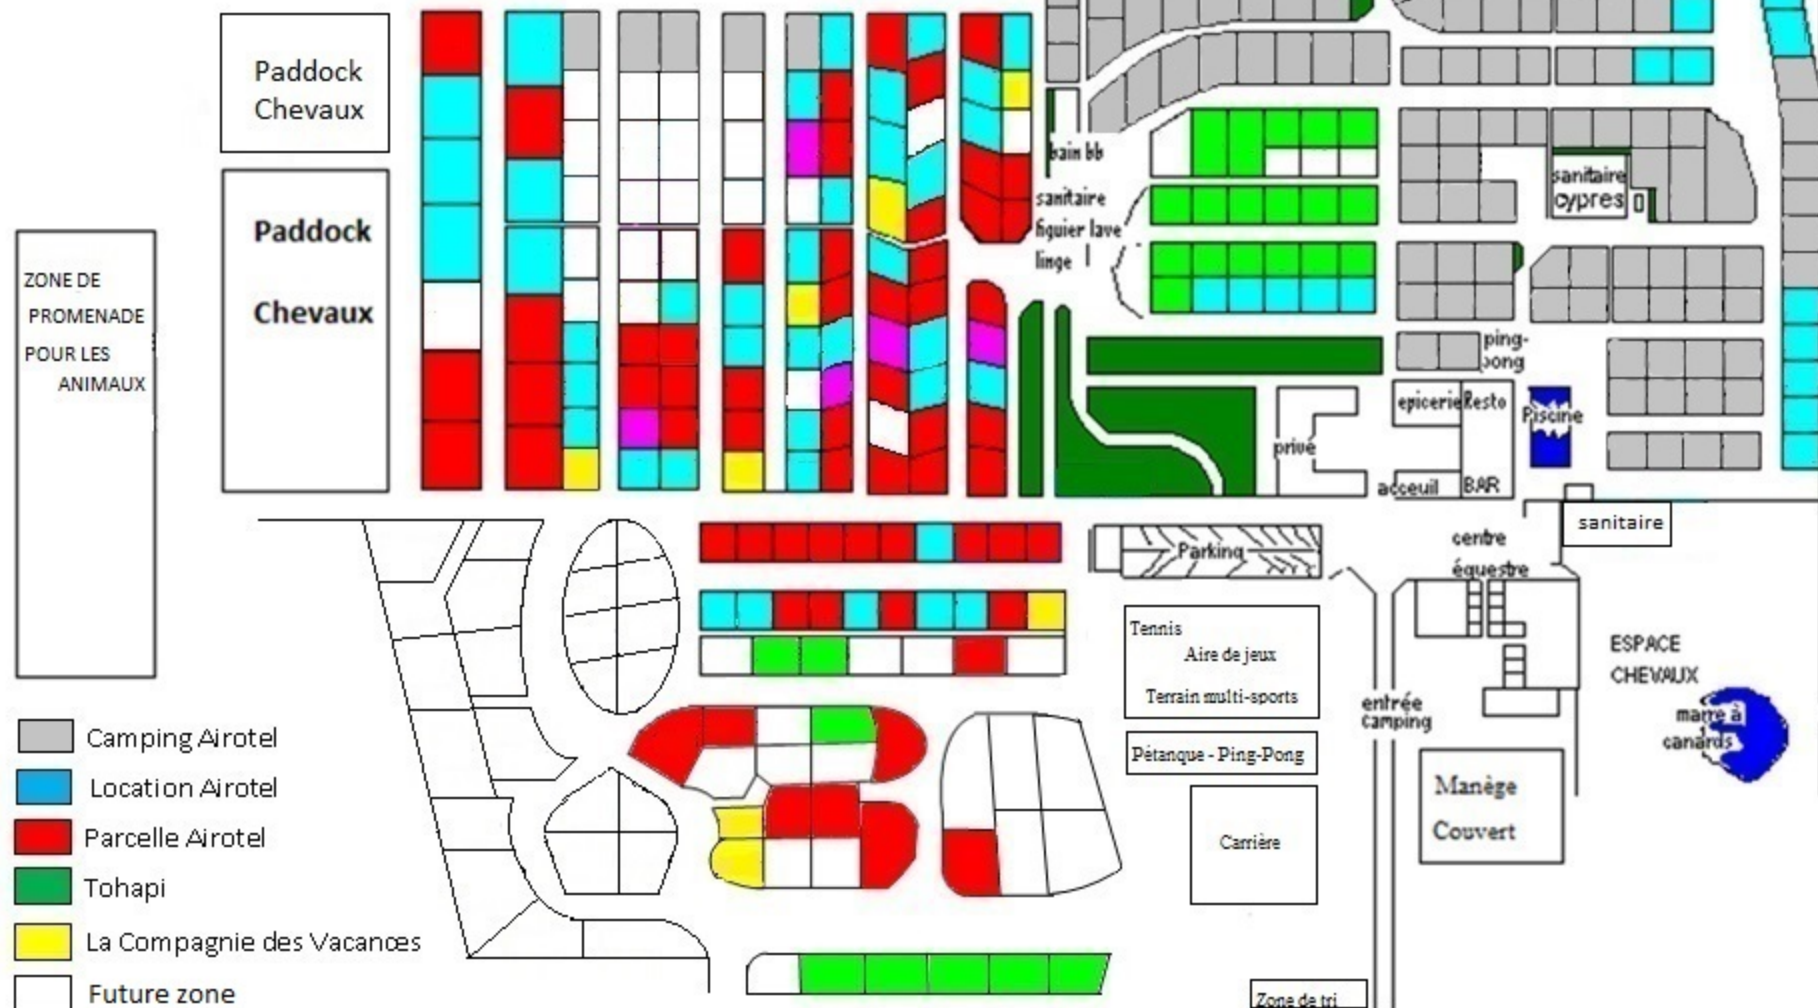 Paddock
Chevaux
Paddock
Chevaux
ZONE DE
PROMENADE
POUR LES
ANIMAUX
bain bb
sanitaire
figuier lave
linge
sanitaire
cypres
ping-
pong
epicerie Resto
Piscine
privé
acceuil BAR
sanitaire
centre
équestre
Parking
Tennis
Aire de jeux
Terrain multi-sports
ESPACE
CHEVAUX
entrée
camping
marre à
canards
Pétanque - Ping-Pong
Manège
Couvert
Carrière
Zone de tri
Camping Airotel
Location Airotel
Parcelle Airotel
Tohapi
La Compagnie des Vacances
Future zone